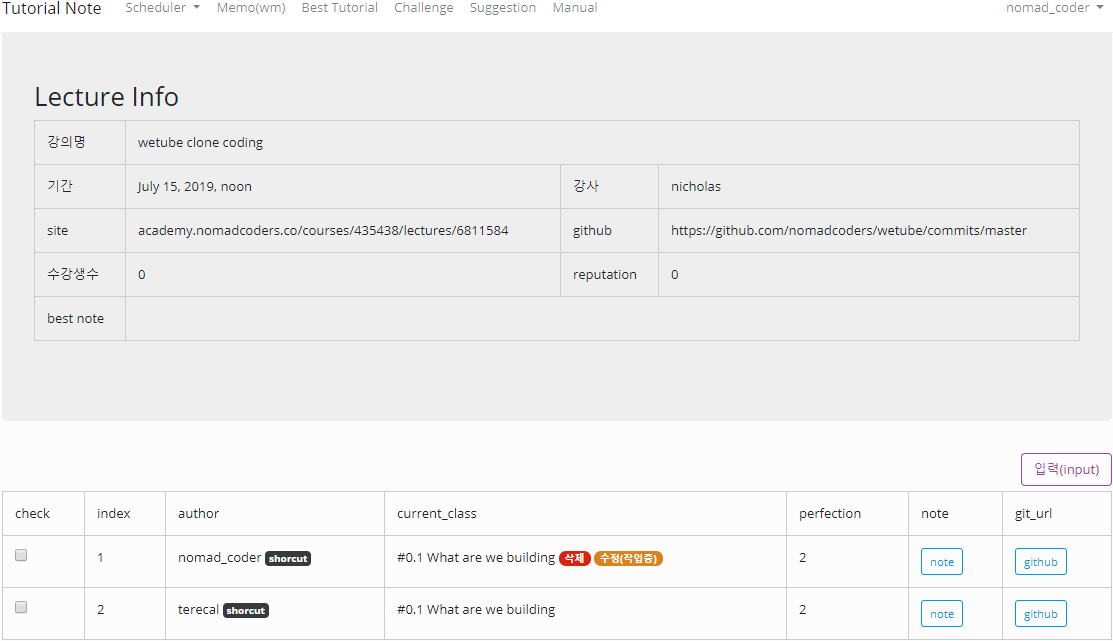 Tutorial Note Scheduler Memo(wm) Best Tutorial Challenge Suggestion Manual nomad_coder
Lecture Info
강의명 wetube clone coding
기간 July 15, 2019, noon 강사 nicholas
site academy.nomadcoders.co/courses/435438/lectures/6811584 github https://github.com/nomadcoders/wetube/commits/master
수강생수 0 reputation 0
best note
입력(input)
check index author current_class perfection note git_url
1 nomad_coder shorcut #0.1 What are we building 삭제 수정(작업중) 2 note github
2 terecal shorcut #0.1 What are we building 2 note github